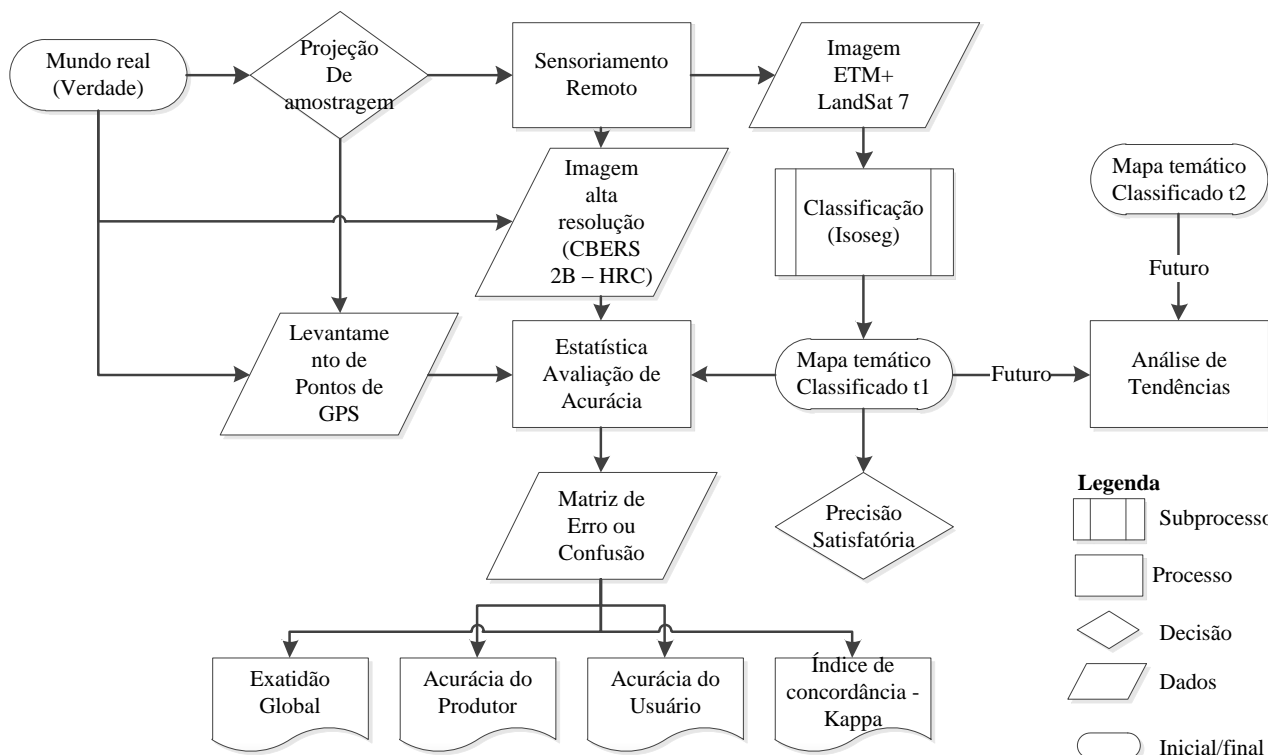 Mundo real
(Verdade)
Projeção
De
amostragem
Sensoriamento
Remoto
Imagem
ETM+
LandSat 7
Imagem
alta
resolução
(CBERS
2B – HRC)
Classificação
(Isoseg)
Mapa temático
Classificado t2
Futuro
Levantame
nto de
Pontos de
GPS
Estatística
Avaliação de
Acurácia
Mapa temático
Classificado t1
Futuro
Análise de
Tendências
Matriz de
Erro ou
Confusão
Precisão
Satisfatória
Legenda
Subprocesso
Processo
Decisão
Dados
Inicial/final
Exatidão
Global
Acurácia do
Produtor
Acurácia do
Usuário
Índice de
concordância -
Kappa